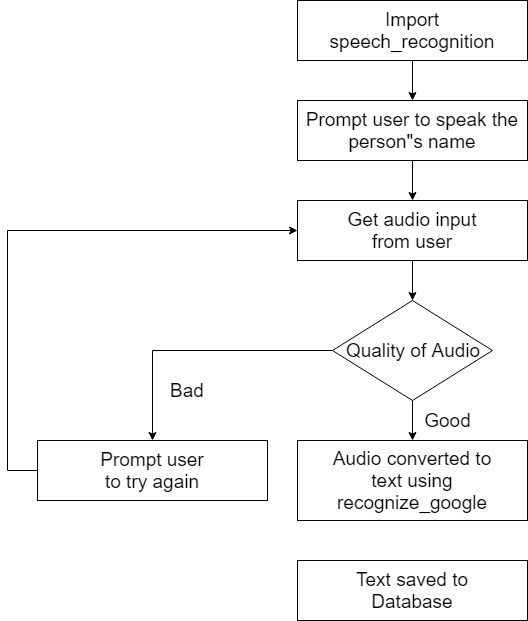 Import
speech_recognition
Prompt user to speak the
person"s name
Get audio input
from user
Quality of Audio
Bad
Good
Prompt user
to try again
Audio converted to
text using
recognize_google
Text saved to
Database